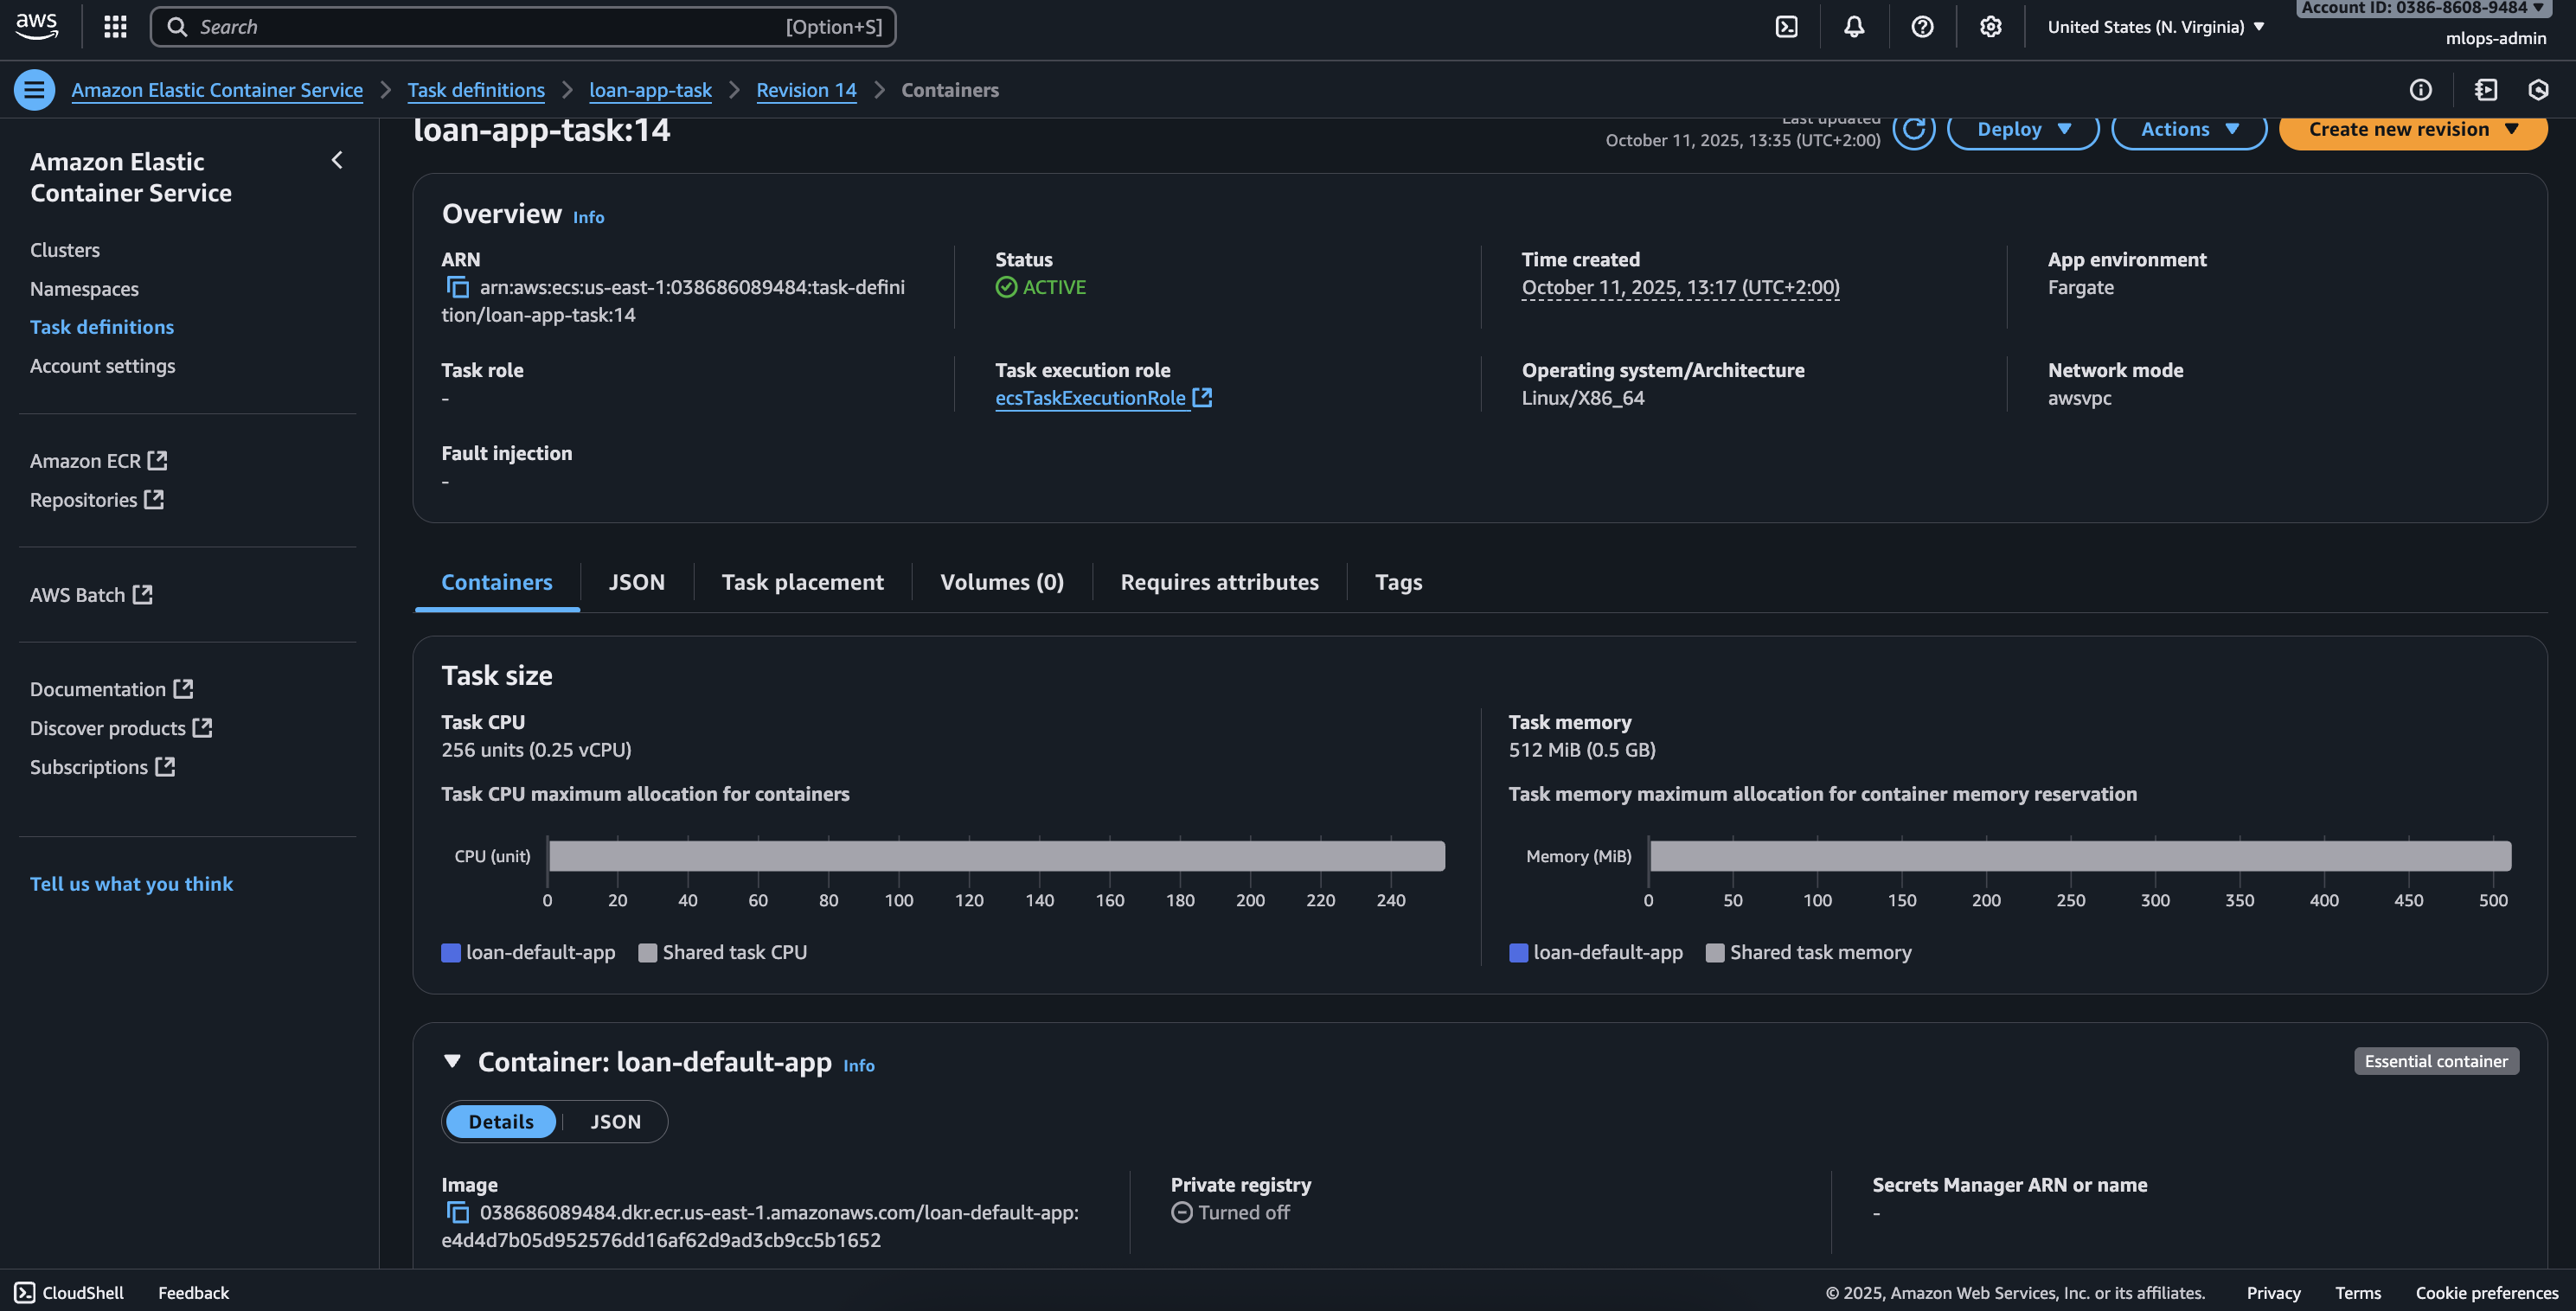 aws
Search [Option+S]
United States (N. Virginia)
Account ID: 0386-8608-9484
mlops-admin
Amazon Elastic Container Service
Task definitions
loan-app-task
Revision 14
Containers
Amazon Elastic
Container Service
Clusters
Namespaces
Task definitions
Account settings
Amazon ECR
Repositories
AWS Batch
Documentation
Discover products
Subscriptions
Tell us what you think
loan-app-task:14
Last updated
October 11, 2025, 13:35 (UTC+2:00)
Deploy
Actions
Create new revision
Overview Info
ARN
arn:aws:ecs:us-east-1:038686089484:task-defini
tion/loan-app-task:14
Status
ACTIVE
Time created
October 11, 2025, 13:17 (UTC+2:00)
App environment
Fargate
Task role
-
Task execution role
ecsTaskExecutionRole
Operating system/Architecture
Linux/X86_64
Network mode
awsvpc
Fault injection
-
Containers
JSON
Task placement
Volumes (0)
Requires attributes
Tags
Task size
Task CPU
256 units (0.25 vCPU)
Task CPU maximum allocation for containers
CPU (unit)
0 20 40 60 80 100 120 140 160 180 200 220 240
loan-default-app Shared task CPU
Task memory
512 MiB (0.5 GB)
Task memory maximum allocation for container memory reservation
Memory (MiB)
0 50 100 150 200 250 300 350 400 450 500
loan-default-app Shared task memory
Container: loan-default-app Info
Essential container
Details JSON
Image
038686089484.dkr.ecr.us-east-1.amazonaws.com/loan-default-app:
e4d4d7b05d952576dd16af62d9ad3cb9cc5b1652
Private registry
Turned off
Secrets Manager ARN or name
-
CloudShell
Feedback
© 2025, Amazon Web Services, Inc. or its affiliates.
Privacy
Terms
Cookie preferences